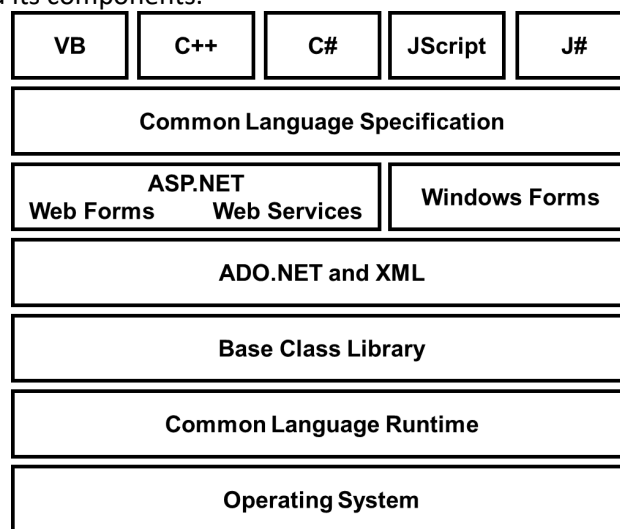 its components.
VB C++ C# JScript J#
Common Language Specification
ASP.NET
Web Forms Web Services
Windows Forms
ADO.NET and XML
Base Class Library
Common Language Runtime
Operating System